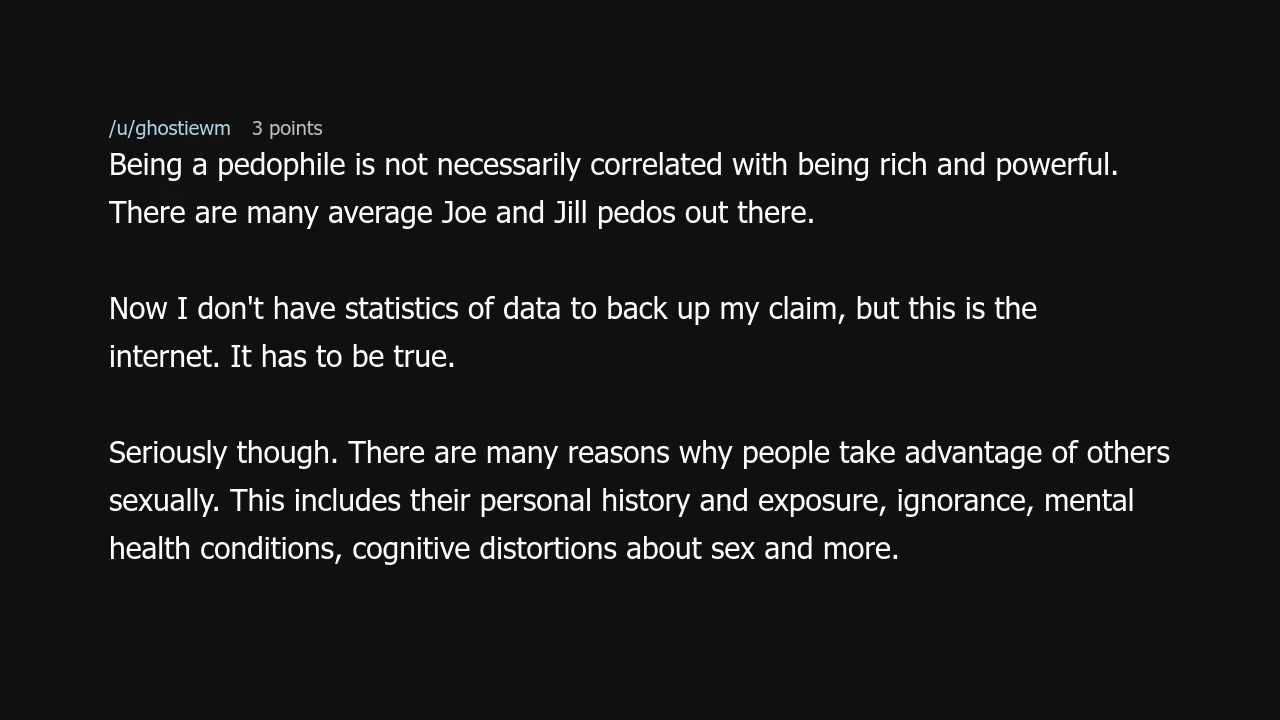 /u/ghostiewm 3 points
Being a pedophile is not necessarily correlated with being rich and powerful.
There are many average Joe and Jill pedos out there.
Now I don't have statistics of data to back up my claim, but this is the
internet. It has to be true.
Seriously though. There are many reasons why people take advantage of others
sexually. This includes their personal history and exposure, ignorance, mental
health conditions, cognitive distortions about sex and more.